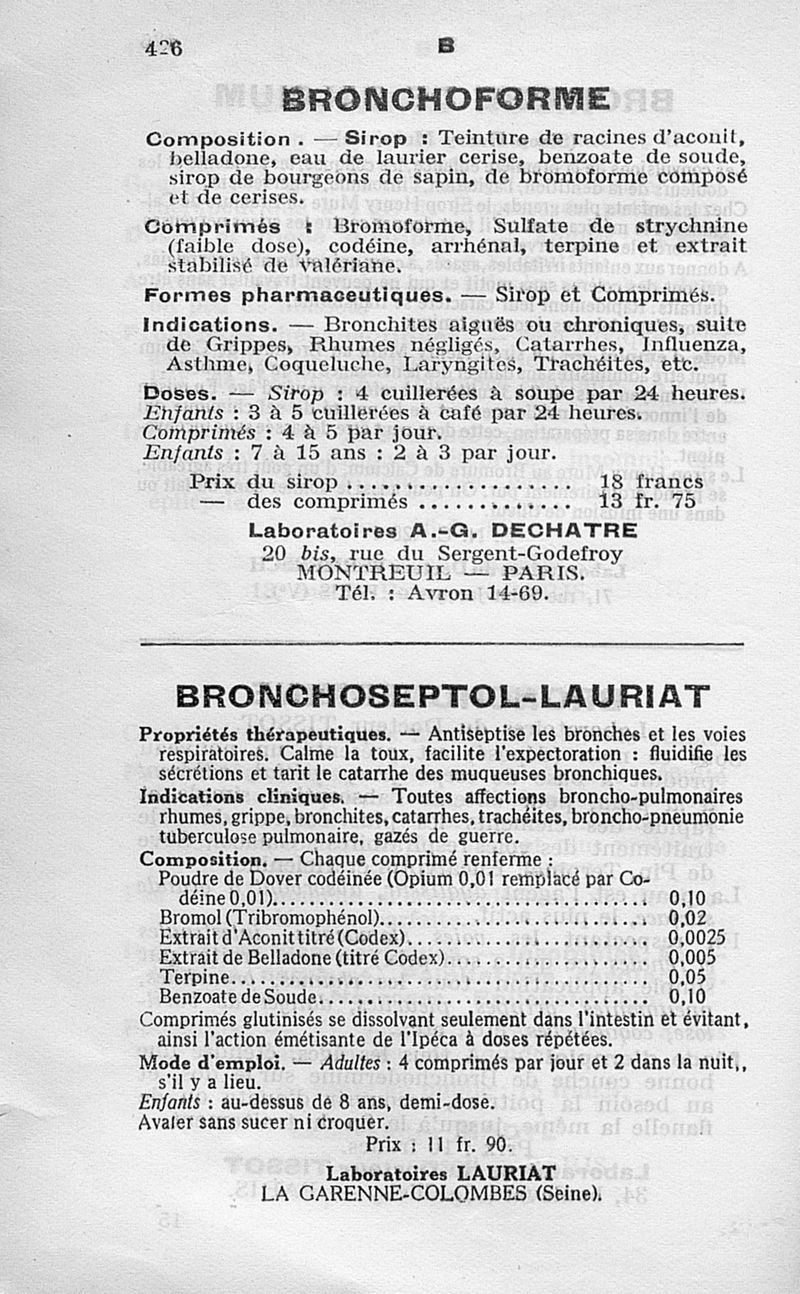 426
B
BRONCHOFORME
Composition . — Sirop : Teinture de racines d'aconit,
belladone, eau de laurier cerise, benzoate de soude,
sirop de bourgeons de sapin, de bromoforme composé
et de cerises.
Comprimés : Bromoforme, Sulfate de strychnine
(faible dose), codéine, arrhénal, terpine et extrait
stabilisé de valériane.
Formes pharmaceutiques. — Sirop et Comprimés.
Indications. — Bronchites aiguës ou chroniques, suite
de Grippes, Rhumes négligés, Catarrhes, Influenza,
Asthme, Coqueluche, Laryngites, Trachéites, etc.
Doses. — Sirop : 4 cuillerées à soupe par 24 heures.
Enfants : 3 à 5 cuillerées à café par 24 heures.
Comprimés : 4 à 5 par jour.
Enfants : 7 à 15 ans : 2 à 3 par jour.
Prix du sirop .................... 18 francs
— des comprimés ............. 13 fr. 75
Laboratoires A.-G. DECHATRE
20 bis, rue du Sergent-Godefroy
MONTREUIL — PARIS.
Tél. : Avron 14-69.
BRONCHOSEPTOL-LAURIAT
Propriétés thérapeutiques. — Antiseptise les bronches et les voies
respiratoires. Calme la toux, facilite l'expectoration : fluidifie les
sécrétions et tarit le catarrhe des muqueuses bronchiques.
Indications cliniques. — Toutes affections broncho-pulmonaires
rhumes, grippe, bronchites, catarrhes, trachéites, broncho-pneumonie
tuberculose pulmonaire, gazés de guerre.
Composition. — Chaque comprimé renferme :
Poudre de Dover codéinée (Opium 0,01 remplacé par Co-
déine 0,01)........................................ 0,10
Bromol (Tribromophénol)............................. 0,02
Extrait d'Aconit titré (Codex).......................... 0,0025
Extrait de Belladone (titré Codex)...................... 0,005
Terpine............................................. 0,05
Benzoate de Soude................................... 0,10
Comprimés glutinisés se dissolvant seulement dans l'intestin et évitant,
ainsi l'action émétisante de l'Ipéca à doses répétées.
Mode d'emploi. — Adultes : 4 comprimés par jour et 2 dans la nuit,,
s'il y a lieu.
Enfants : au-dessus de 8 ans, demi-dose.
Avaler sans sucer ni croquer.
Prix : 11 fr. 90.
Laboratoires LAURIAT
LA GARENNE-COLOMBES (Seine).